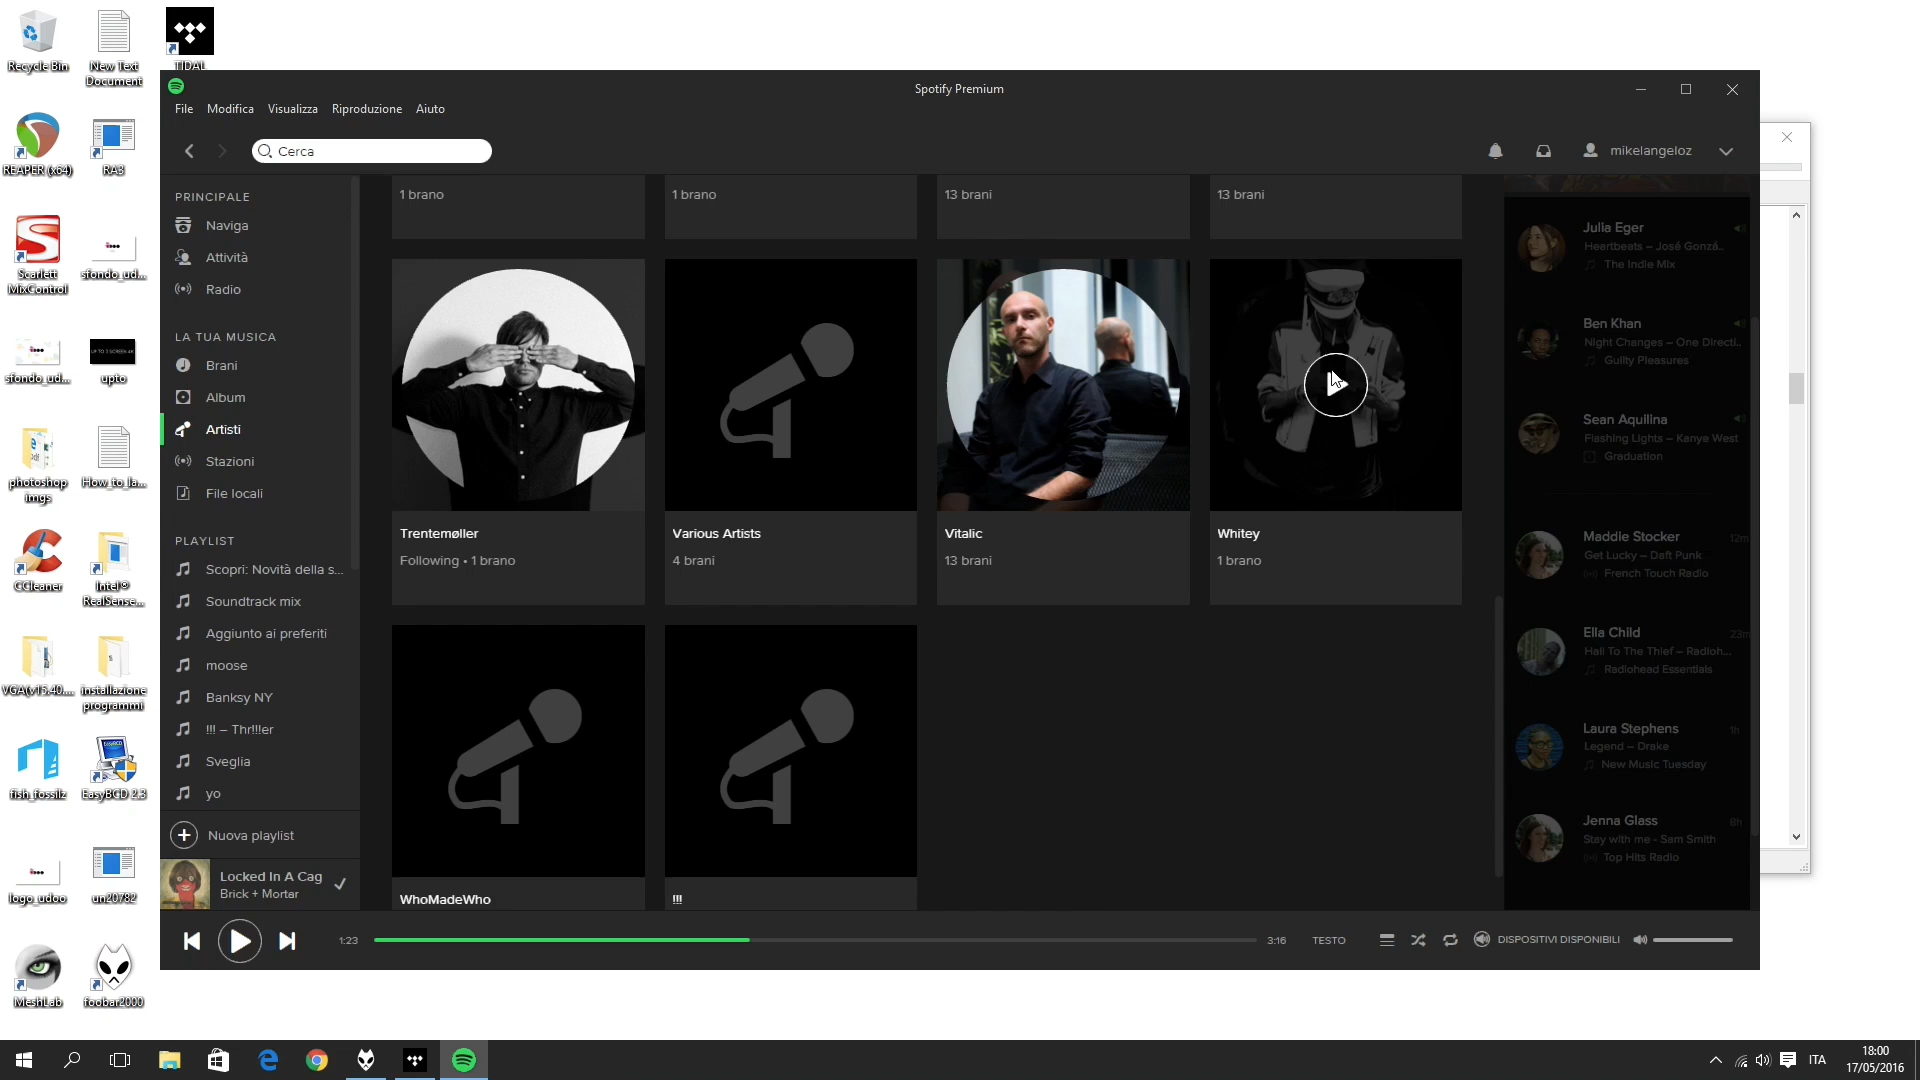 Recycle Bin
New Text
Document
TIDAL
REAPER (x64)
RA3
Scarlett
MixControl
sfondo_ud...
sfondo_ud...
upto
photoshop
imgs
How_to_la...
CCleaner
Intel®
RealSense...
VGA(v15.40....
installazione
programmi
fish_fossilz
EasyBCD 2.3
logo_udoo
un20782
MeshLab
foobar2000
Spotify Premium
File Modifica Visualizza Riproduzione Aiuto
Cerca
mikelangeloz
PRINCIPALE
Naviga
Attività
Radio
LA TUA MUSICA
Brani
Album
Artisti
Stazioni
File locali
PLAYLIST
Scopri: Novità della s...
Soundtrack mix
Aggiunto ai preferiti
moose
Banksy NY
!!! – Thr!!!er
Sveglia
yo
Nuova playlist
Locked In A Cag
Brick + Mortar
1 brano
1 brano
13 brani
13 brani
Trentemøller
Following • 1 brano
Various Artists
4 brani
Vitalic
13 brani
Whitey
1 brano
WhoMadeWho
!!!
Julia Eger
Heartbeats – José Gonzá..
The Indie Mix
Ben Khan
Night Changes – One Directi..
Guilty Pleasures
Sean Aquilina
Flashing Lights – Kanye West
Graduation
Maddie Stocker 12m
Get Lucky – Daft Punk
French Touch Radio
Ella Child 23m
Hail To The Thief – Radioh...
Radiohead Essentials
Laura Stephens 1h
Legend – Drake
New Music Tuesday
Jenna Glass 8h
Stay with me - Sam Smith
Top Hits Radio
1:23
3:16
TESTO
DISPOSITIVI DISPONIBILI
ITA
18:00
17/05/2016